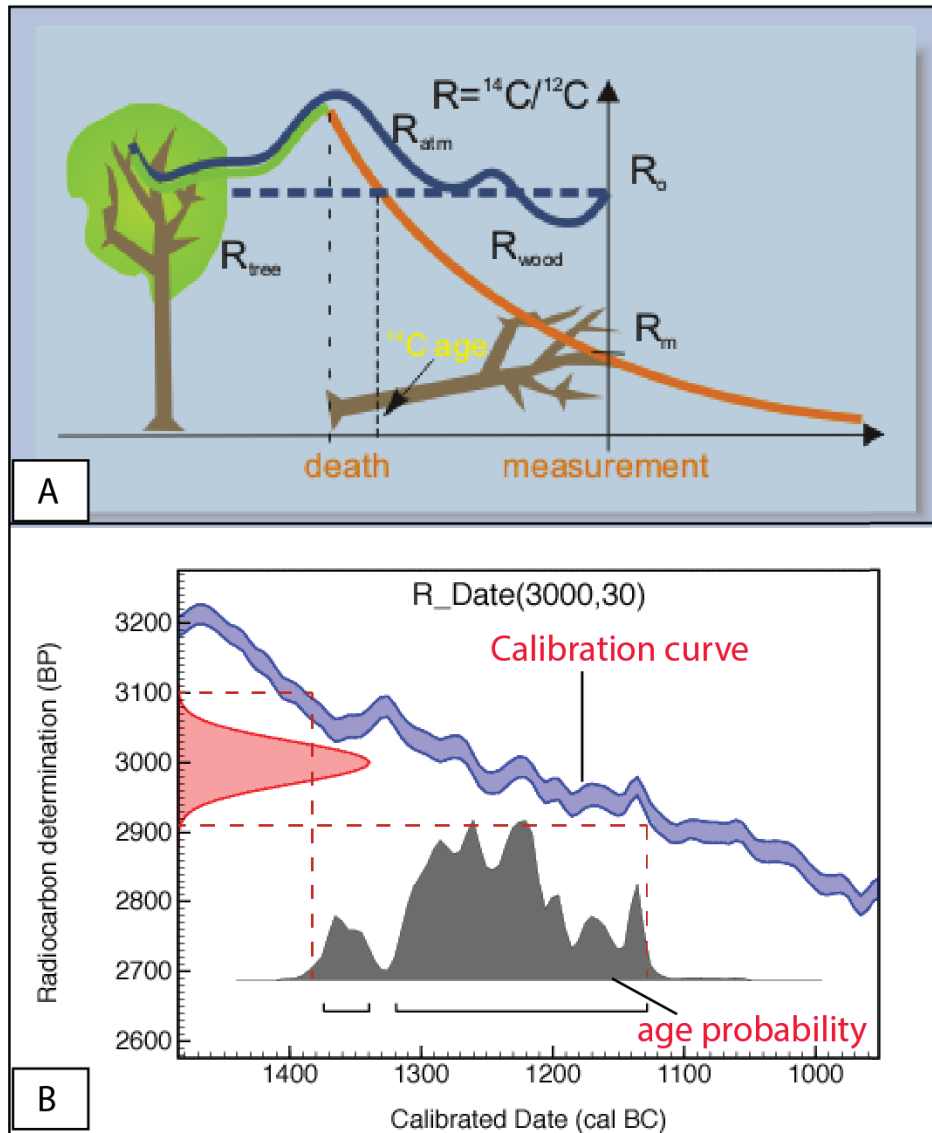 R=¹⁴C/¹²C
R_atm
R_o
R_tree
R_wood
R_m
¹⁴C age
death
measurement
A
R_Date(3000,30)
Calibration curve
3200
3100
3000
2900
2800
2700
2600
Radiocarbon determination (BP)
age probability
1400
1300
1200
1100
1000
Calibrated Date (cal BC)
B